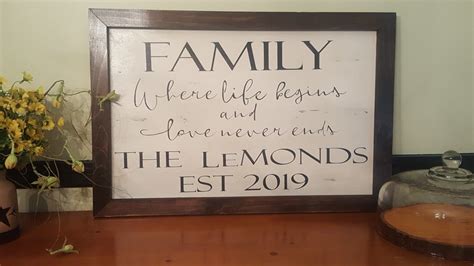 FAMILY
Where life begins
and
love never ends
THE LeMONDS
EST 2019